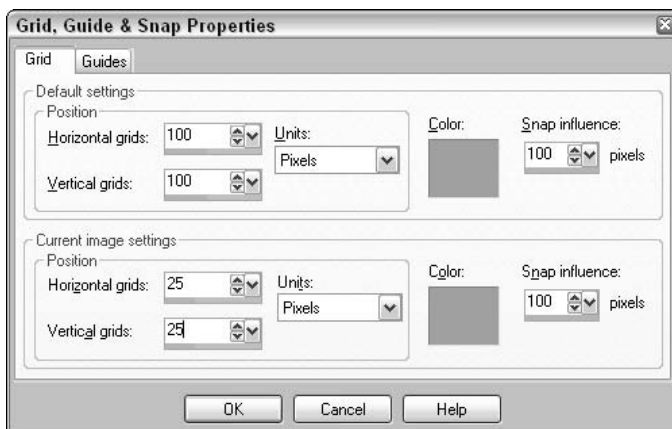 Grid, Guide & Snap Properties
Grid Guides
Default settings
Position
Horizontal grids: 100 Units: Color: Snap influence:
Pixels 100 pixels
Vertical grids: 100
Current image settings
Position
Horizontal grids: 25 Units: Color: Snap influence:
Pixels 100 pixels
Vertical grids: 25
OK Cancel Help